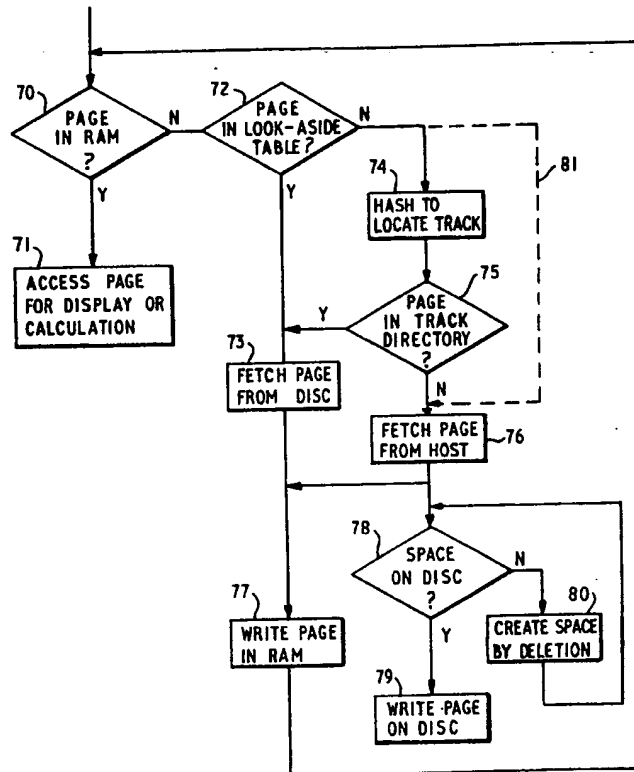 70
PAGE
IN RAM
?
N
Y
72
PAGE
IN LOOK-ASIDE
TABLE?
N
Y
81
74
HASH TO
LOCATE TRACK
71
ACCESS PAGE
FOR DISPLAY OR
CALCULATION
75
PAGE
IN TRACK
DIRECTORY
?
Y
N
73
FETCH PAGE
FROM DISC
FETCH PAGE
FROM HOST
76
78
SPACE
ON DISC
?
N
Y
77
WRITE PAGE
IN RAM
80
CREATE SPACE
BY DELETION
79
WRITE PAGE
ON DISC